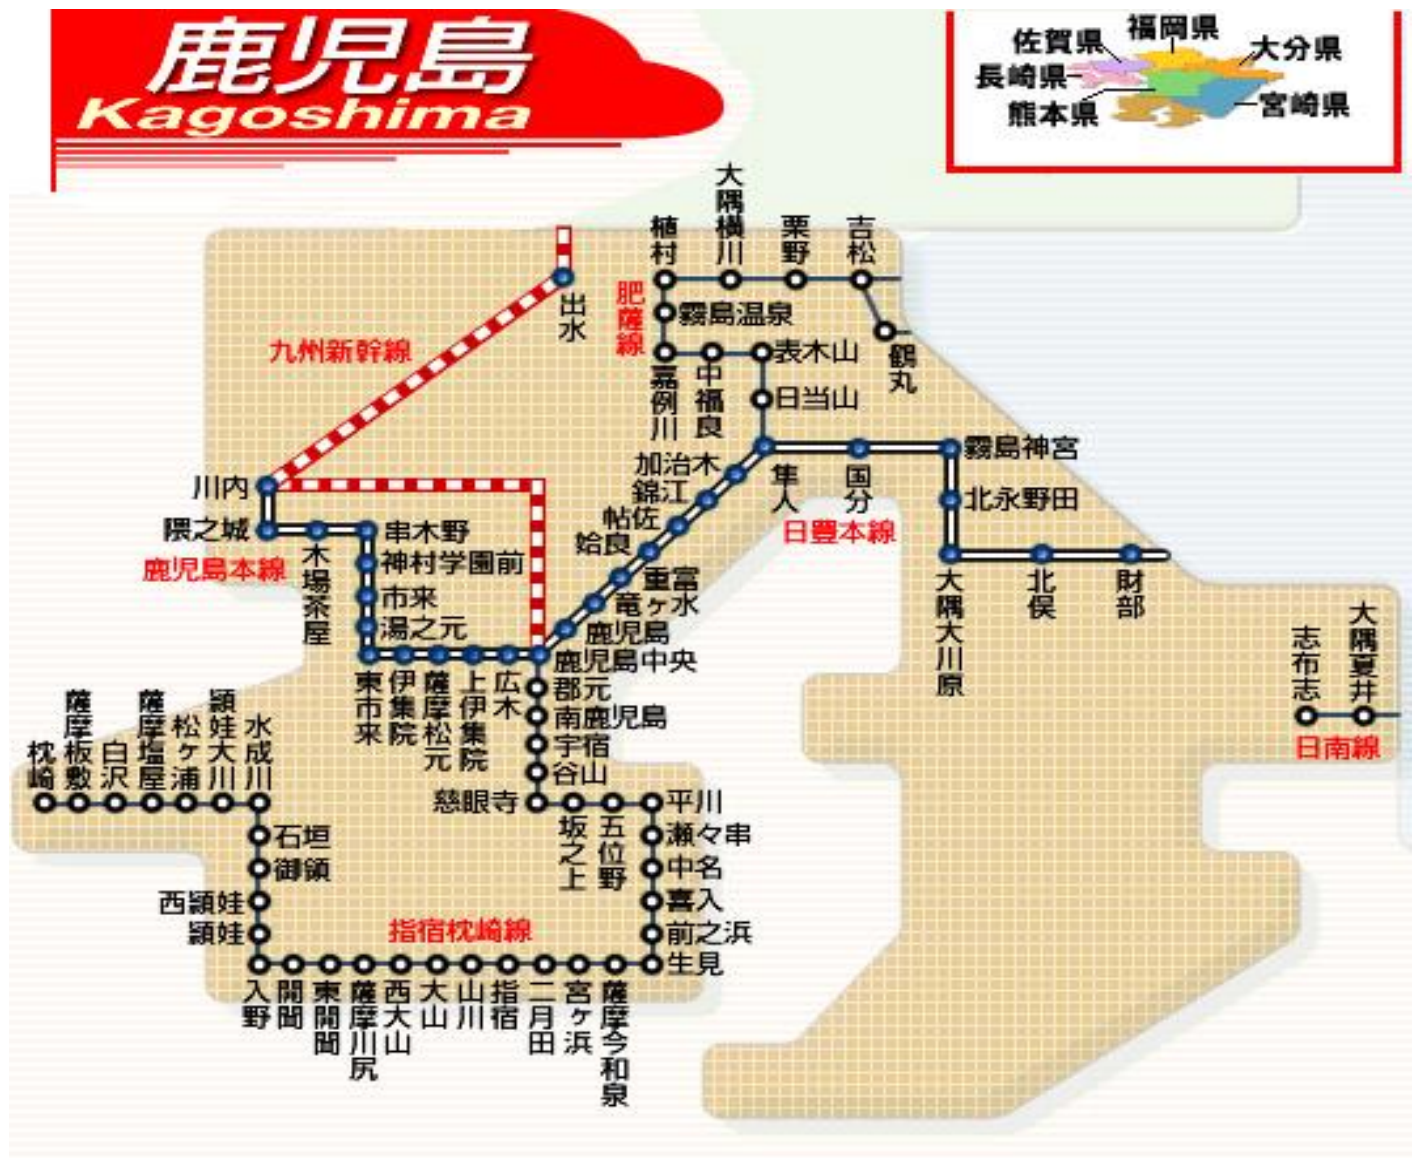 鹿児島
Kagoshima
福岡県
佐賀県
大分県
長崎県
熊本県
宮崎県
大隅横川
植村
栗野
吉松
出水
肥薩線
霧島温泉
九州新幹線
表木山
鶴丸
嘉例川
中福良
日当山
霧島神宮
加治木
隼人
国分
川内
錦江
北永野田
帖佐
日豊本線
隈之城
串木野
姶良
木場茶屋
神村学園前
鹿児島本線
重富
市来
竜ヶ水
大隅大川原
北俣
財部
湯之元
鹿児島
大隅夏井
志布志
鹿児島中央
東市来
伊集院
薩摩松元
上伊集院
広木
郡元
南鹿児島
日南線
宇宿
谷山
枕崎
薩摩板敷
白沢
薩摩塩屋
松ヶ浦
頴娃大川
水成川
慈眼寺
坂之上
五位野
平川
石垣
瀬々串
御領
中名
西頴娃
喜入
頴娃
指宿枕崎線
前之浜
生見
入野
開聞
東開聞
薩摩川尻
西大山
大山
山川
指宿
二月田
宮ヶ浜
薩摩今和泉